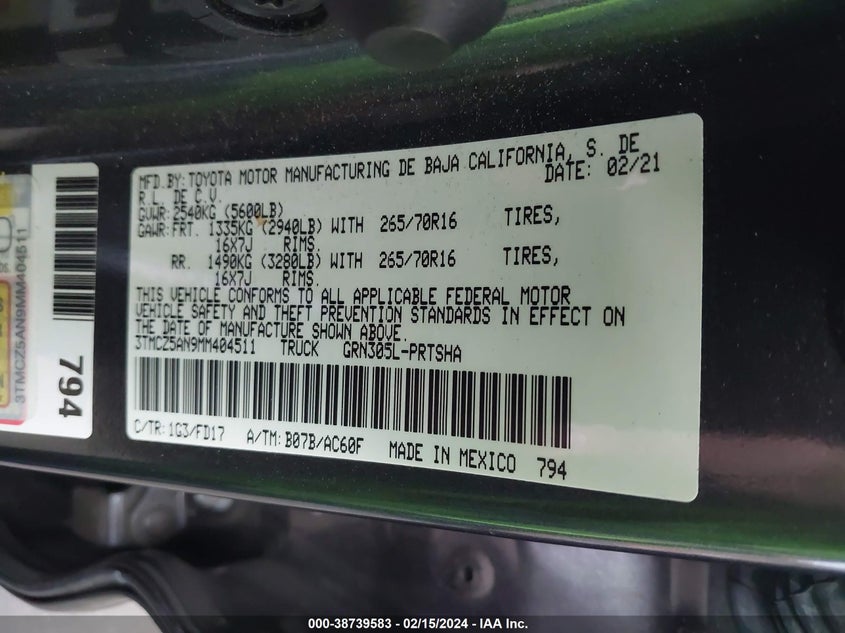 MFD.BY: TOYOTA MOTOR MANUFACTURING DE BAJA CALIFORNIA, S. DE
R.L. DE C.V. DATE: 02/21
GVWR: 2540KG (5600LB)
GAWR: FRT. 1335KG (2940LB) WITH 265/70R16 TIRES,
16X7J RIMS.
RR. 1490KG (3280LB) WITH 265/70R16 TIRES,
16X7J RIMS.
THIS VEHICLE CONFORMS TO ALL APPLICABLE FEDERAL MOTOR
VEHICLE SAFETY AND THEFT PREVENTION STANDARDS IN EFFECT ON
THE DATE OF MANUFACTURE SHOWN ABOVE.
3TMCZ5AN9MM404511 TRUCK GRN305L-PRTSHA
C/TR: 1G3/FD17 A/TM: B07B/AC60F MADE IN MEXICO 794
3TMCZ5AN9MM404511
794
000-38739583 - 02/15/2024 - IAA Inc.